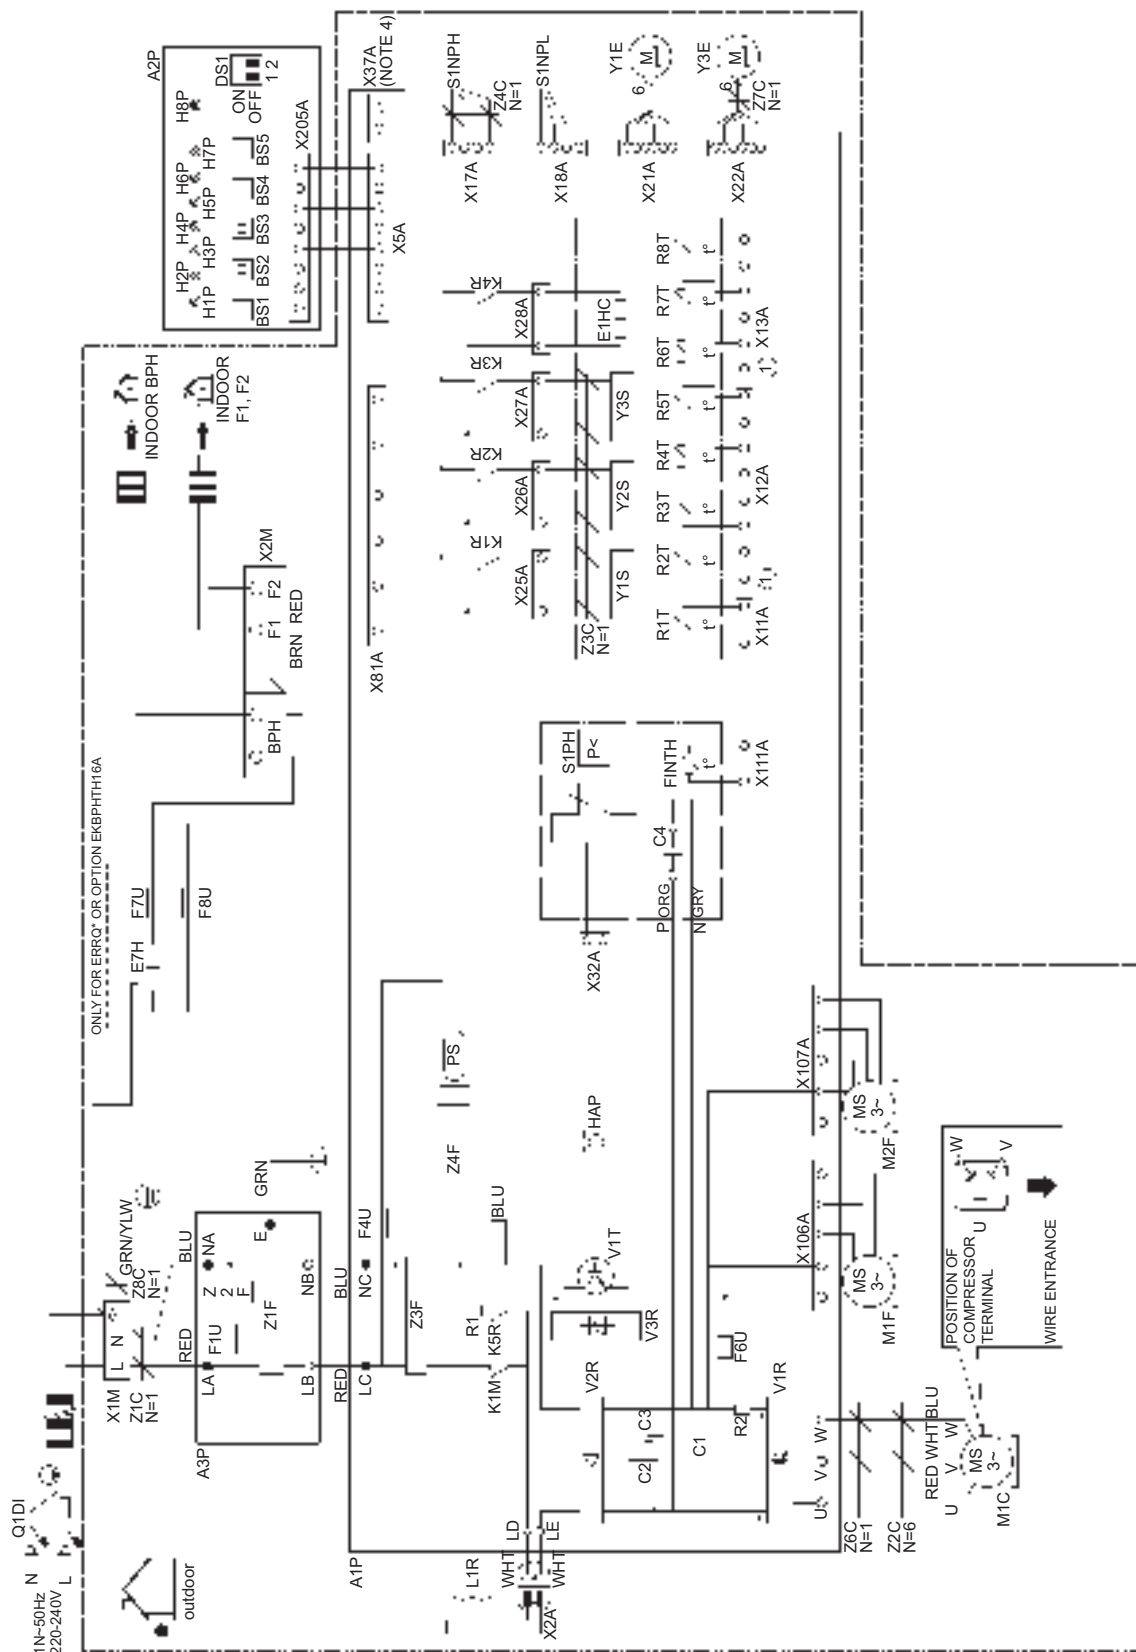 1N~50Hz
220-240V
N
L
Q1DI
outdoor
ONLY FOR ERRQ* OR OPTION EKBPHTH16A
X1M
L N
Z1C
N=1
Z8C
N=1
GRN/YLW
RED
BLU
GRN
A3P
LA
F1U
NA
Z2F
Z1F
E
LB
NB
RED
BLU
E7H
F7U
F8U
BPH
F1
F2
X2M
BRN RED
INDOOR BPH
INDOOR
F1, F2
A2P
H1P
H2P
H3P
H4P
H5P
H6P
H7P
H8P
BS1
BS2
BS3
BS4
BS5
ON
OFF
DS1
1 2
X205A
A1P
LC
NC
F4U
X81A
X5A
X37A
(NOTE 4)
Z3F
Z4F
PS
L1R
WHT
WHT
X2A
LD
LE
K1M
K5R
R1
BLU
K1R
K2R
K3R
K4R
X25A
X26A
X27A
X28A
Z3C
N=1
Y1S
Y2S
Y3S
E1HC
X17A
S1NPH
Z4C
N=1
X18A
S1NPL
X21A
6
M
Y1E
X22A
6
M
Y3E
Z7C
N=1
V2R
V3R
V1T
HAP
X32A
S1PH
P<
C2
C3
C1
R2
V1R
F6U
P ORG
N GRY
C4
FINTH
t°
X111A
R1T
R2T
R3T
R4T
R5T
R6T
R7T
R8T
t°
t°
t°
t°
t°
t°
t°
t°
X11A
X12A
X13A
U
V
W
X106A
X107A
Z6C
N=1
Z2C
N=6
RED WHT BLU
U
V
W
MS
3~
M1C
MS
3~
M1F
MS
3~
M2F
POSITION OF
COMPRESSOR
TERMINAL
U
V
W
WIRE ENTRANCE